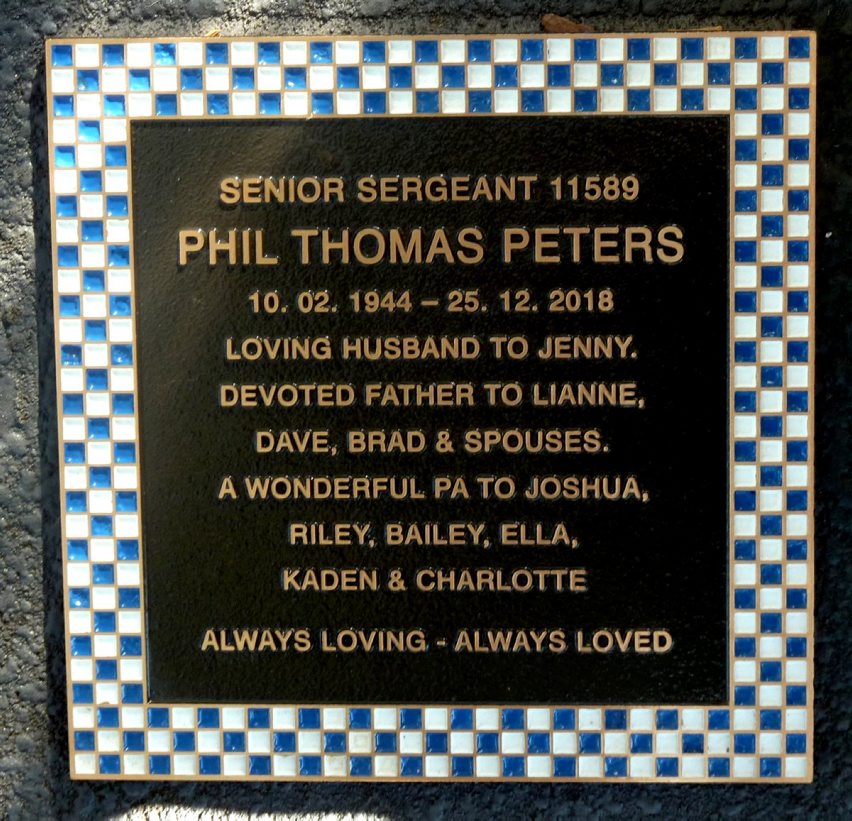 SENIOR SERGEANT 11589
PHIL THOMAS PETERS
10. 02. 1944 – 25. 12. 2018
LOVING HUSBAND TO JENNY.
DEVOTED FATHER TO LIANNE,
DAVE, BRAD & SPOUSES.
A WONDERFUL PA TO JOSHUA,
RILEY, BAILEY, ELLA,
KADEN & CHARLOTTE
ALWAYS LOVING - ALWAYS LOVED